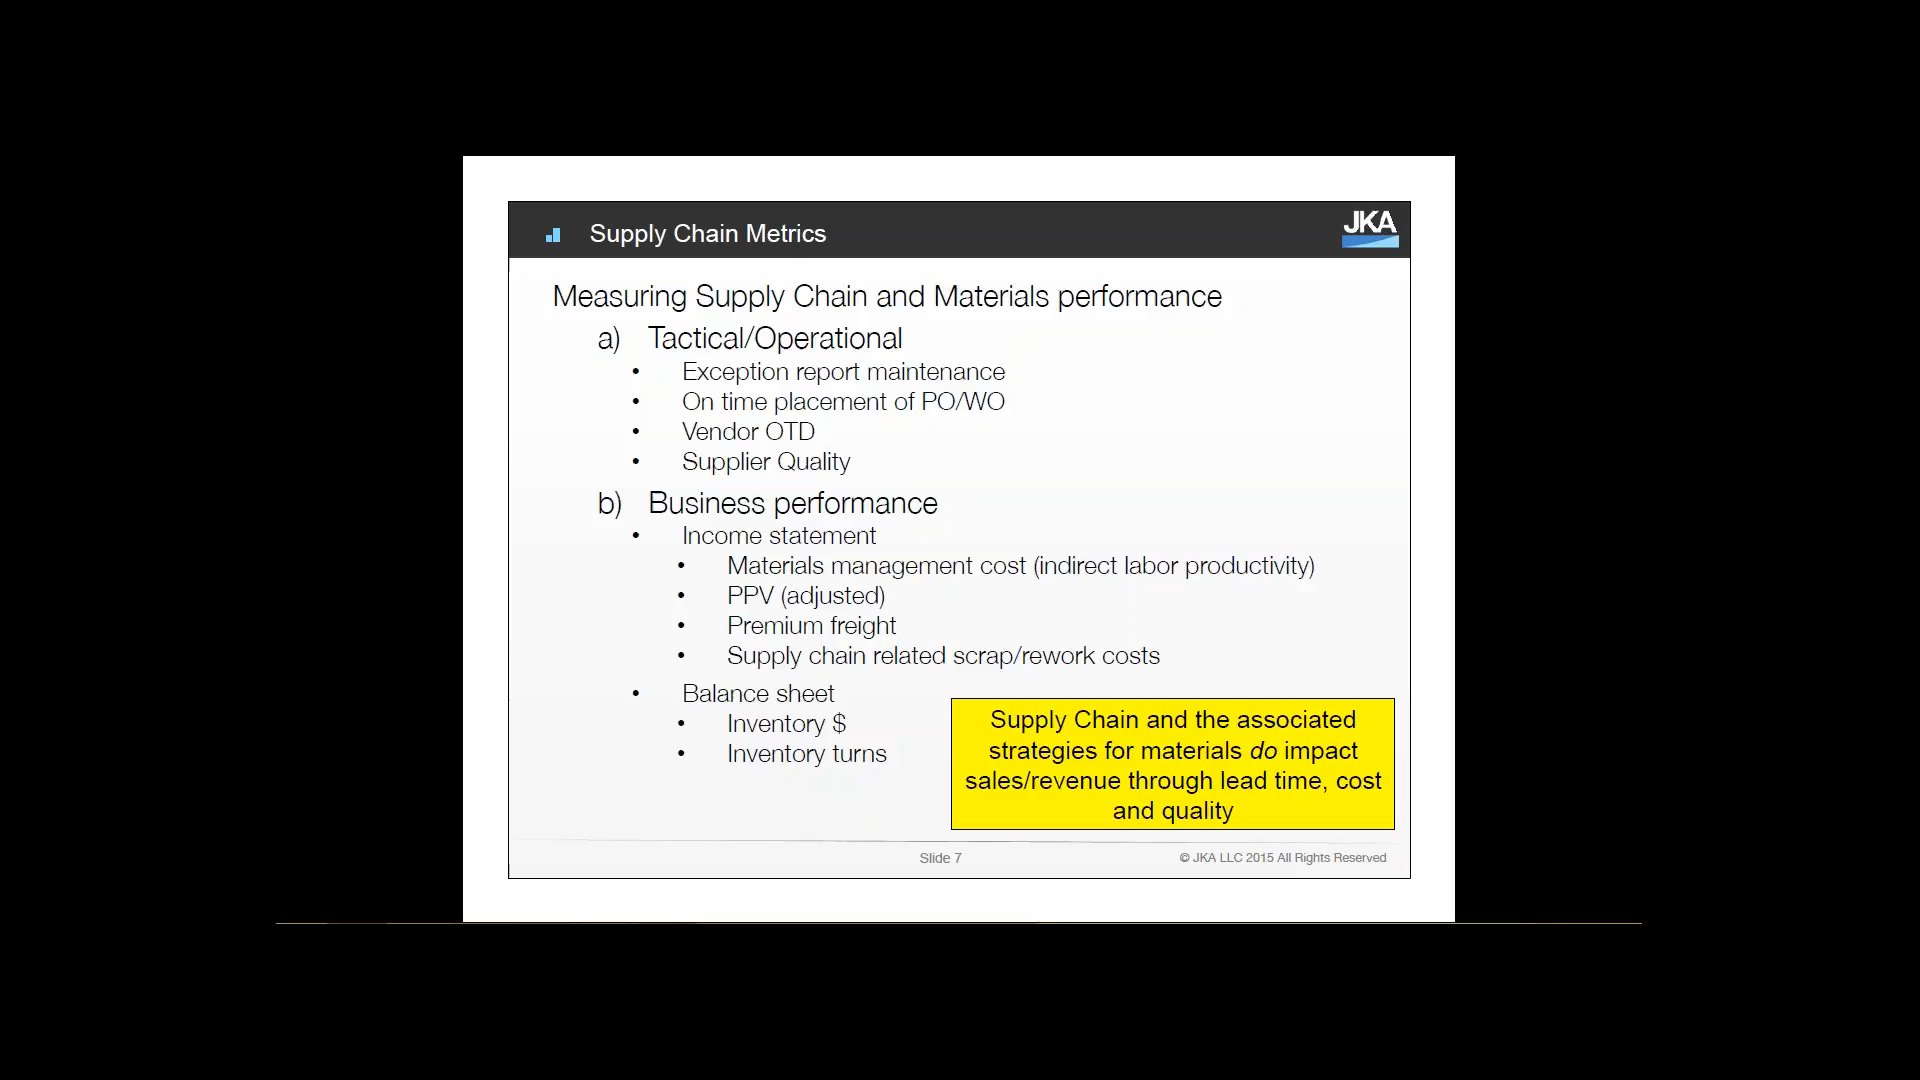 Supply Chain Metrics
JKA
Measuring Supply Chain and Materials performance
a) Tactical/Operational
• Exception report maintenance
• On time placement of PO/WO
• Vendor OTD
• Supplier Quality
b) Business performance
• Income statement
• Materials management cost (indirect labor productivity)
• PPV (adjusted)
• Premium freight
• Supply chain related scrap/rework costs
• Balance sheet
• Inventory $
• Inventory turns
Supply Chain and the associated
strategies for materials do impact
sales/revenue through lead time, cost
and quality
Slide 7
© JKA LLC 2015 All Rights Reserved